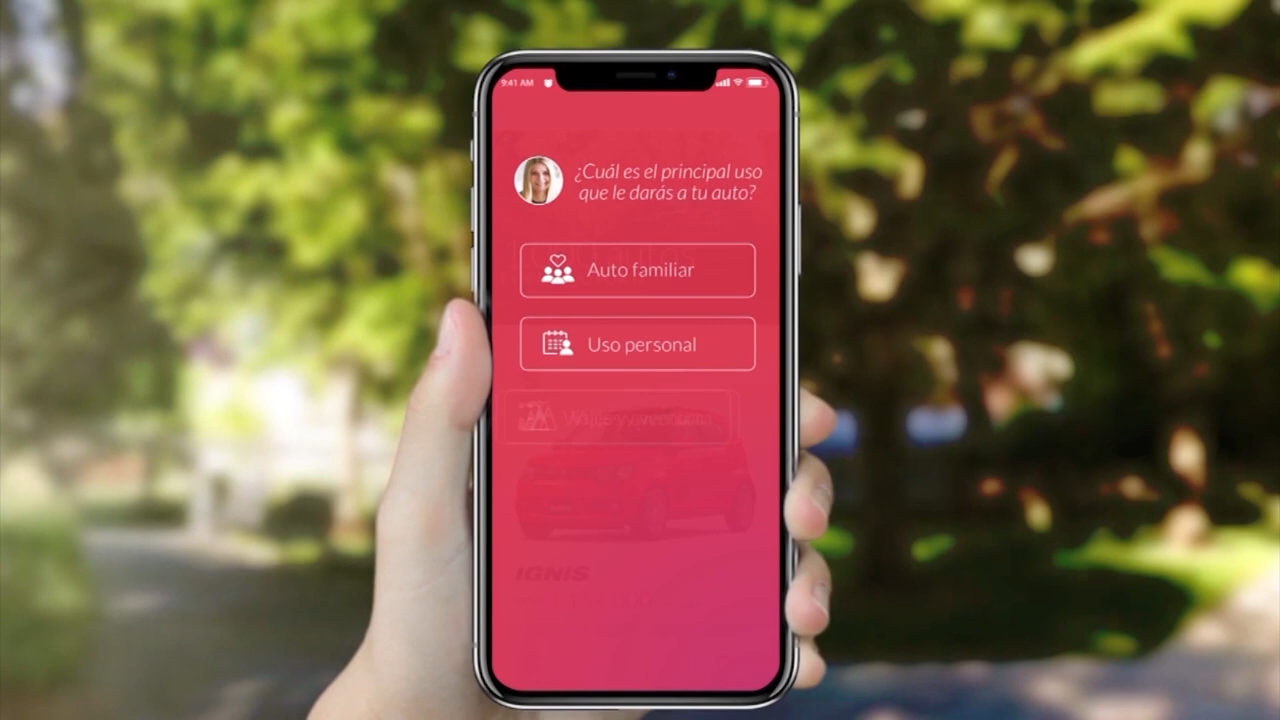 9:41 AM
¿Cuál es el principal uso
que le darás a tu auto?
Auto familiar
Uso personal
IGNIS